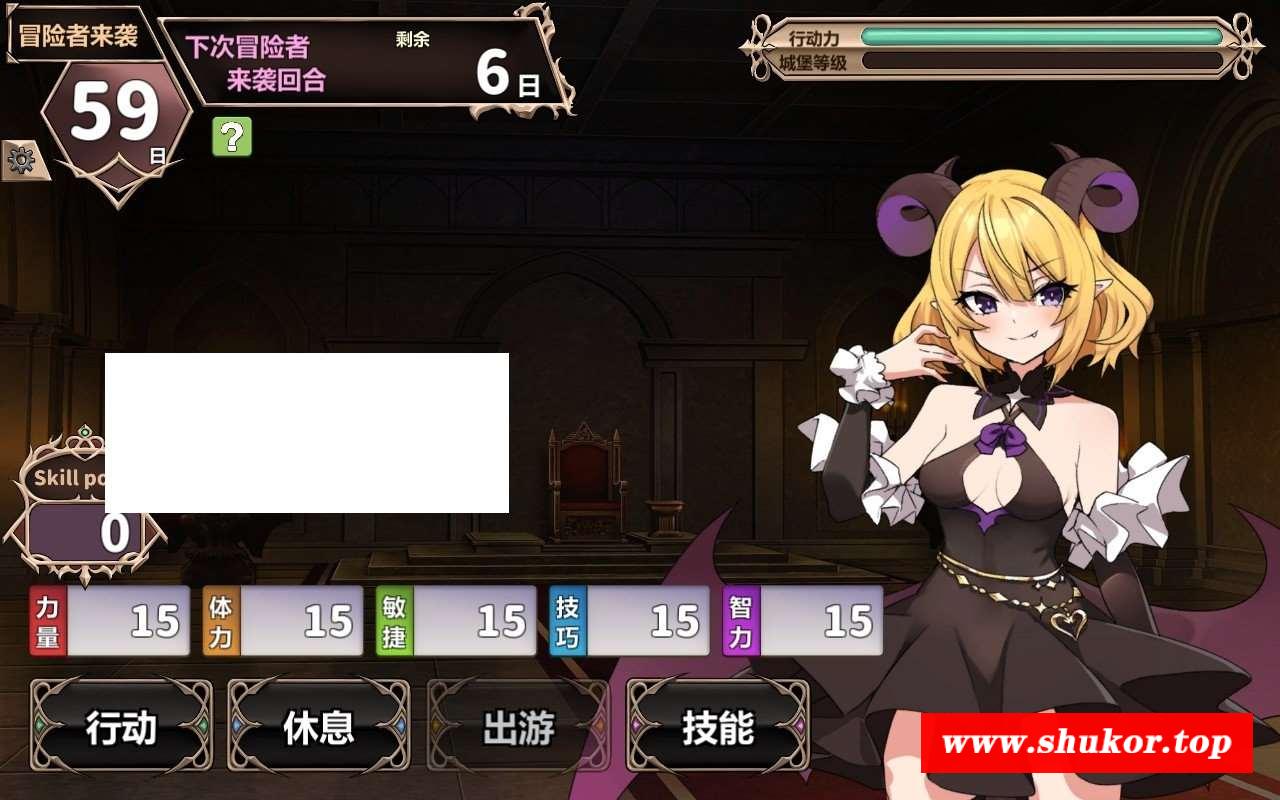 冒险者来袭
59
日
下次冒险者
来袭回合
剩余
6日
?
行动力
城堡等级
Skill
0
力量
15
体力
15
敏捷
15
技巧
15
智力
15
行动
休息
出游
技能
www.shukor.top